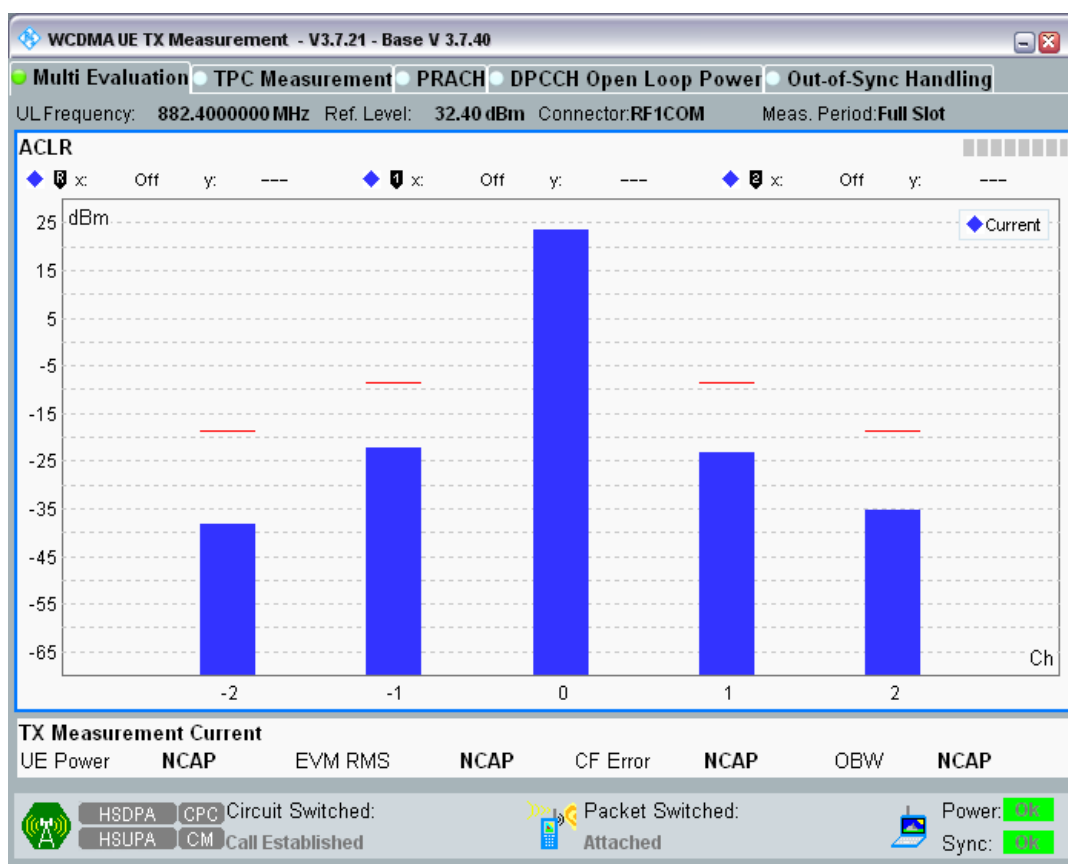 WCDMA UE TX Measurement - V3.7.21 - Base V 3.7.40
Multi Evaluation TPC Measurement PRACH DPCCH Open Loop Power Out-of-Sync Handling
UL Frequency: 882.4000000 MHz Ref. Level: 32.40 dBm Connector:RF1COM Meas. Period:Full Slot
ACLR
R x: Off y: --- 1 x: Off y: --- 2 x: Off y: ---
dBm
Current
25
15
5
-5
-15
-25
-35
-45
-55
-65
Ch
-2 -1 0 1 2
TX Measurement Current
UE Power NCAP EVM RMS NCAP CF Error NCAP OBW NCAP
HSDPA CPC Circuit Switched: Packet Switched: Power: Ok
HSUPA CM Call Established Attached Sync: Ok